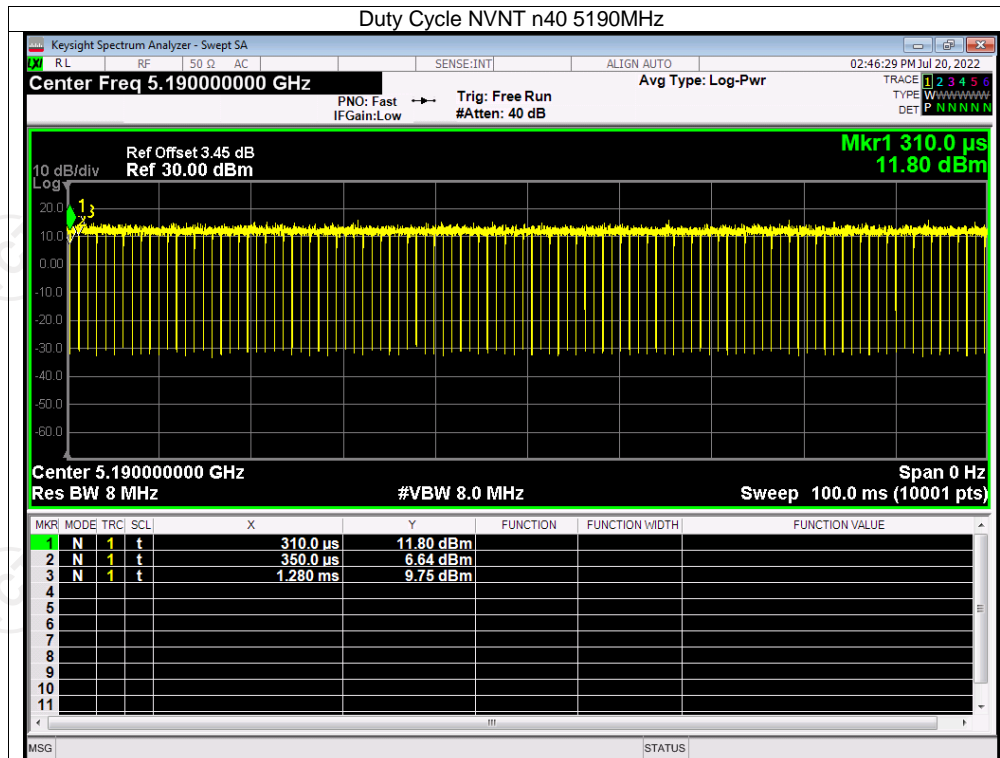 Duty Cycle NVNT n40 5190MHz
Keysight Spectrum Analyzer - Swept SA
LXI RL RF 50 Ω AC SENSE:INT ALIGN AUTO 02:46:29 PM Jul 20, 2022
Center Freq 5.190000000 GHz Avg Type: Log-Pwr TRACE 1 2 3 4 5 6
PNO: Fast Trig: Free Run TYPE WWWWWW
IFGain:Low #Atten: 40 dB DET P N N N N N
Mkr1 310.0 µs
Ref Offset 3.45 dB
10 dB/div Ref 30.00 dBm 11.80 dBm
Log
20.0
1
3
10.0
0.00
-10.0
-20.0
-30.0
-40.0
-50.0
-60.0
Center 5.190000000 GHz Span 0 Hz
Res BW 8 MHz #VBW 8.0 MHz Sweep 100.0 ms (10001 pts)
MKR MODE TRC SCL X Y FUNCTION FUNCTION WIDTH FUNCTION VALUE
1 N 1 t 310.0 µs 11.80 dBm
2 N 1 t 350.0 µs 6.64 dBm
3 N 1 t 1.280 ms 9.75 dBm
4
5
6
7
8
9
10
11
MSG STATUS